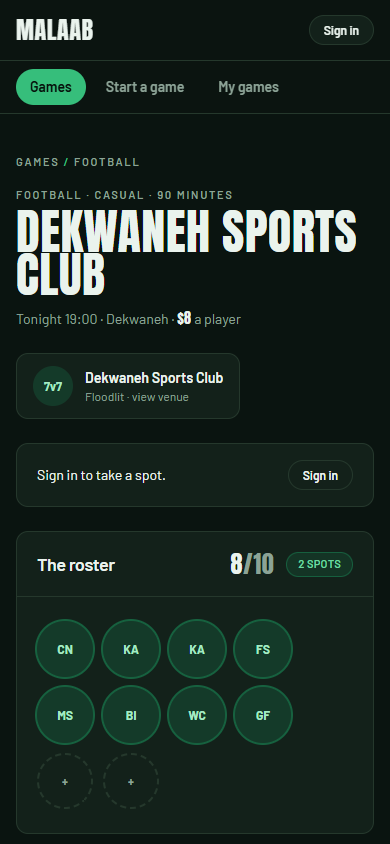 MALAAB
Sign in
Games
Start a game
My games
GAMES / FOOTBALL
FOOTBALL · CASUAL · 90 MINUTES
DEKWANEH SPORTS
CLUB
Tonight 19:00 · Dekwaneh · $8 a player
7v7
Dekwaneh Sports Club
Floodlit · view venue
Sign in to take a spot.
Sign in
The roster
8/10
2 SPOTS
CN KA KA FS
MS BI WC GF
+ +